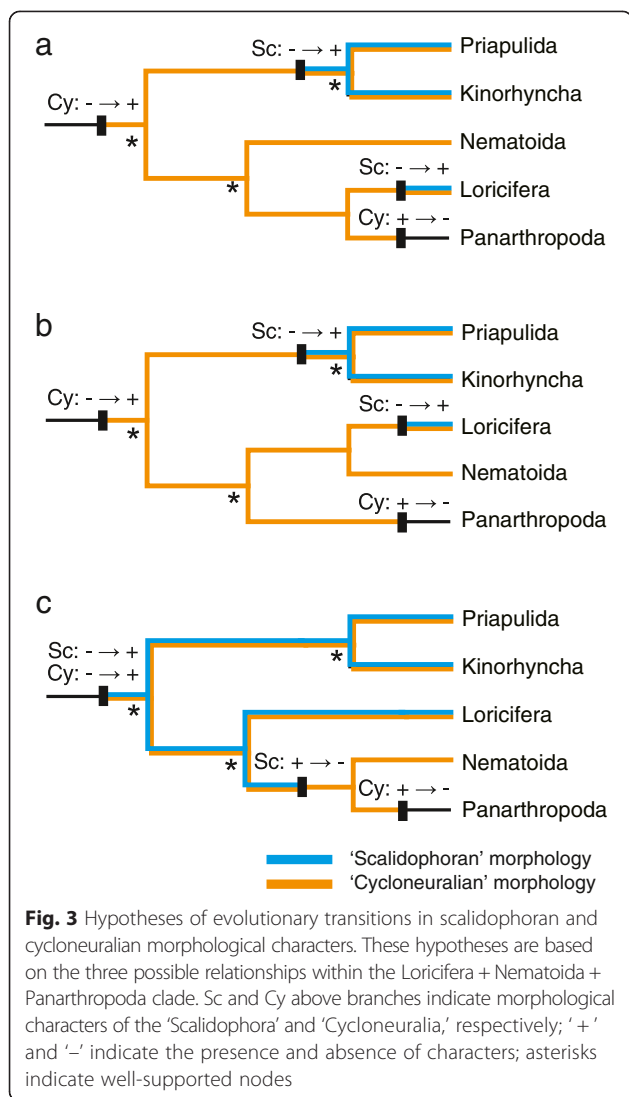 a
Sc: - → +
Priapulida
*
Cy: - → +
Kinorhyncha
*
Nematoida
Sc: - → +
*
Loricifera
Cy: + → -
Panarthropoda
b
Sc: - → +
Priapulida
*
Kinorhyncha
Cy: - → +
Sc: - → +
*
Loricifera
Nematoida
*
Cy: + → -
Panarthropoda
c
Priapulida
Sc: - → +
Cy: - → +
*
Kinorhyncha
*
Loricifera
Sc: + → -
*
Nematoida
Cy: + → -
Panarthropoda
'Scalidophoran' morphology
'Cycloneuralian' morphology
Fig. 3 Hypotheses of evolutionary transitions in scalidophoran and
cycloneuralian morphological characters. These hypotheses are based
on the three possible relationships within the Loricifera + Nematoida +
Panarthropoda clade. Sc and Cy above branches indicate morphological
characters of the 'Scalidophora' and 'Cycloneuralia,' respectively; ' + '
and '–' indicate the presence and absence of characters; asterisks
indicate well-supported nodes